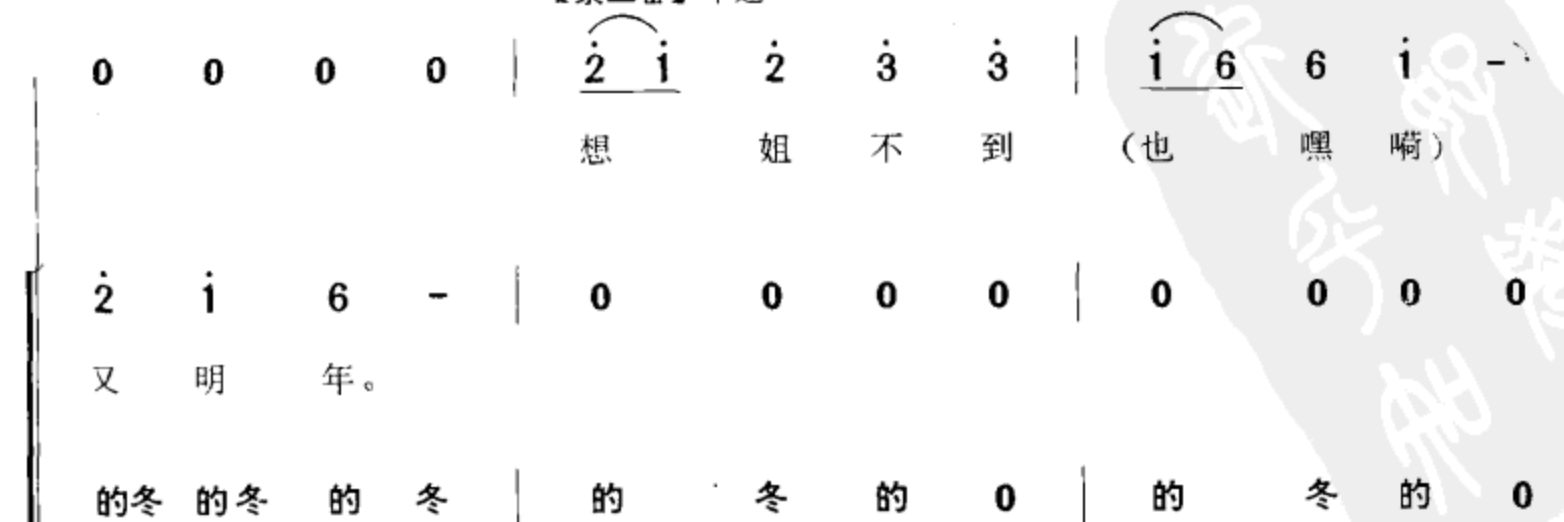 0 0 0 0 | 2̇ 1̇ 2̇ 3̇ 3̇ | 1̇ 6 6 1̇ -
想 姐 不 到 （也 嘿 嗬）
2̇ 1̇ 6 - | 0 0 0 0 | 0 0 0 0
又 明 年。
的冬 的冬 的 冬 | 的 冬 的 0 | 的 冬 的 0